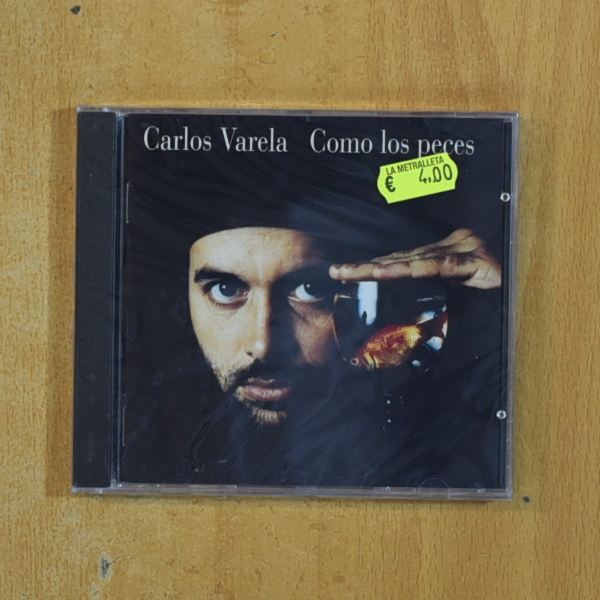 Carlos Varela Como los peces
LA METRALLETA
€ 4,00